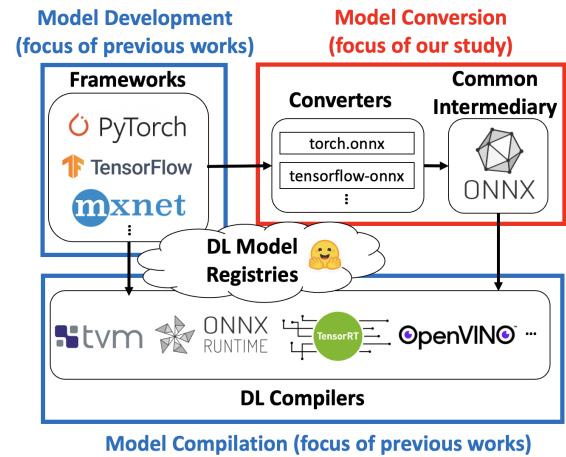 Model Development
(focus of previous works)
Model Conversion
(focus of our study)
Frameworks
PyTorch
TensorFlow
mxnet
⋮
Converters
torch.onnx
tensorflow-onnx
⋮
Common
Intermediary
ONNX
DL Model
Registries
tvm
ONNX
RUNTIME
TensorRT
OpenVINO™
...
DL Compilers
Model Compilation (focus of previous works)